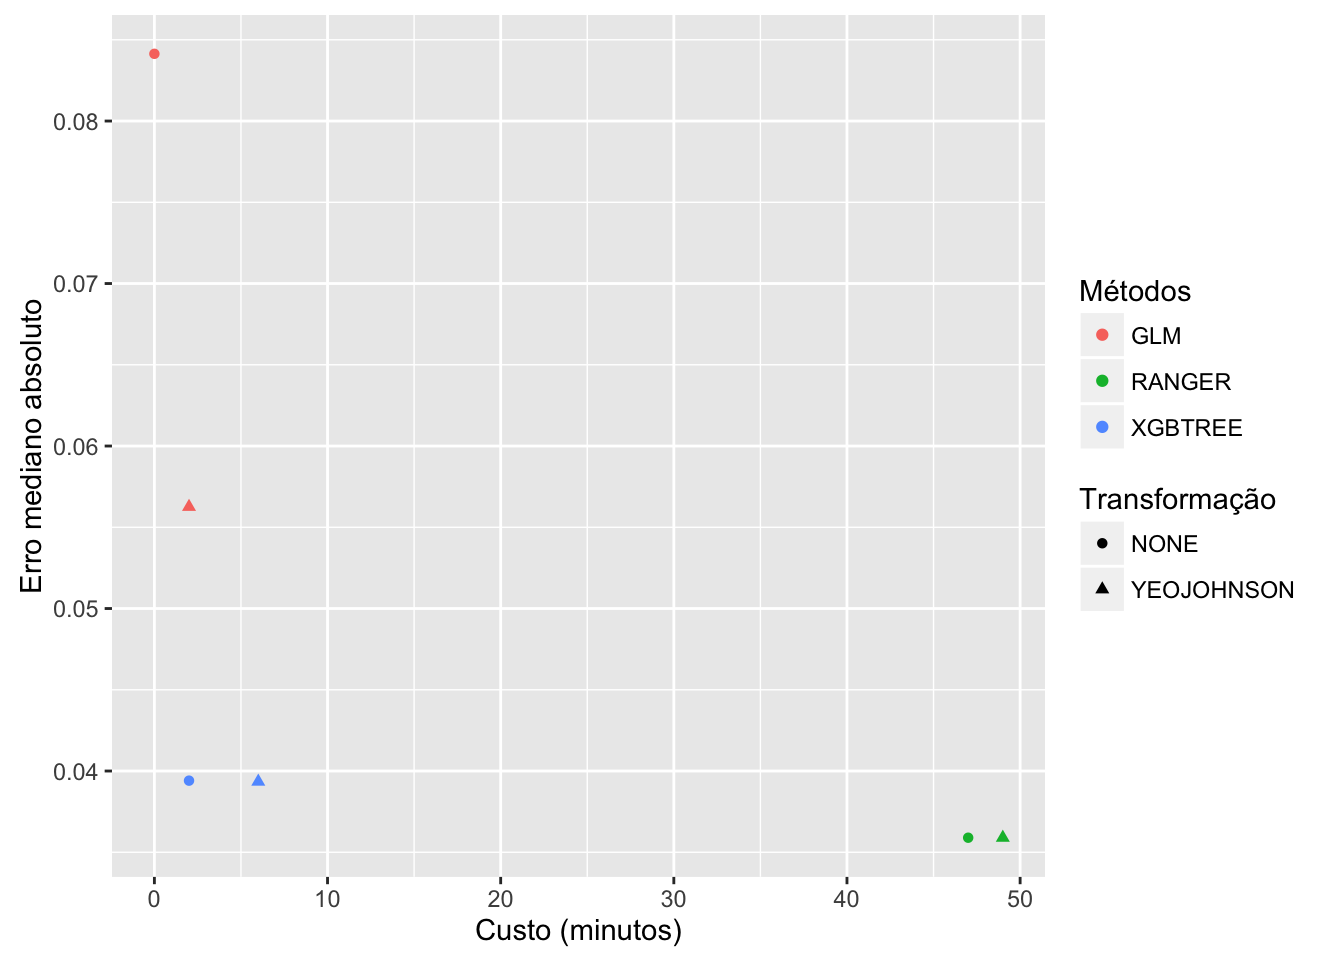 0.08
0.07
0.06
0.05
0.04
Erro mediano absoluto
0 10 20 30 40 50
Custo (minutos)
Métodos
GLM
RANGER
XGBTREE
Transformação
NONE
YEOJOHNSON